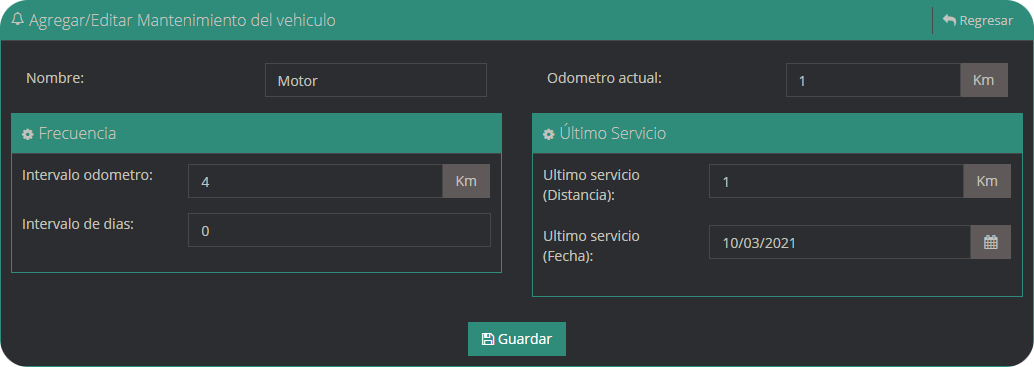 Agregar/Editar Mantenimiento del vehiculo
Regresar
Nombre:
Motor
Odometro actual:
1
Km
Frecuencia
Intervalo odometro:
4
Km
Intervalo de dias:
0
Último Servicio
Ultimo servicio
(Distancia):
1
Km
Ultimo servicio
(Fecha):
10/03/2021
Guardar